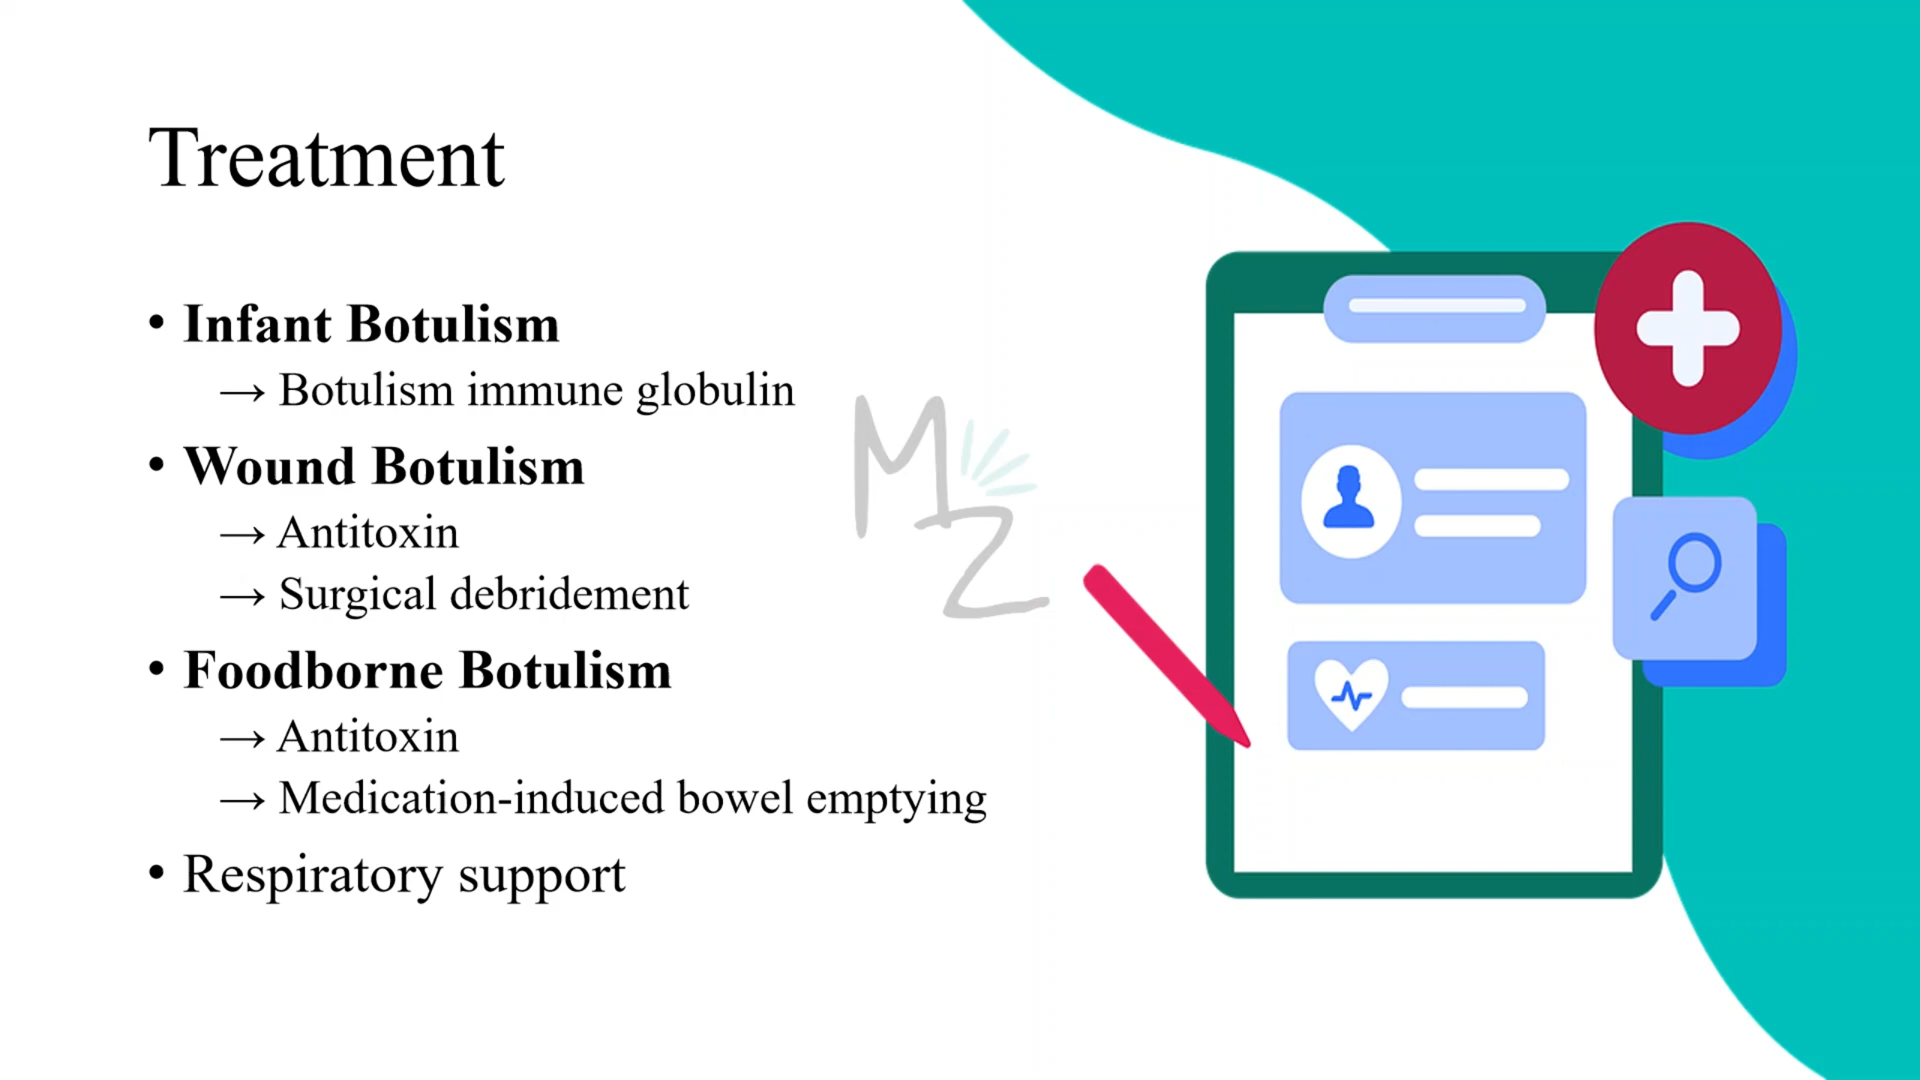 Treatment
• Infant Botulism
→ Botulism immune globulin
• Wound Botulism
→ Antitoxin
→ Surgical debridement
• Foodborne Botulism
→ Antitoxin
→ Medication-induced bowel emptying
• Respiratory support
MZ